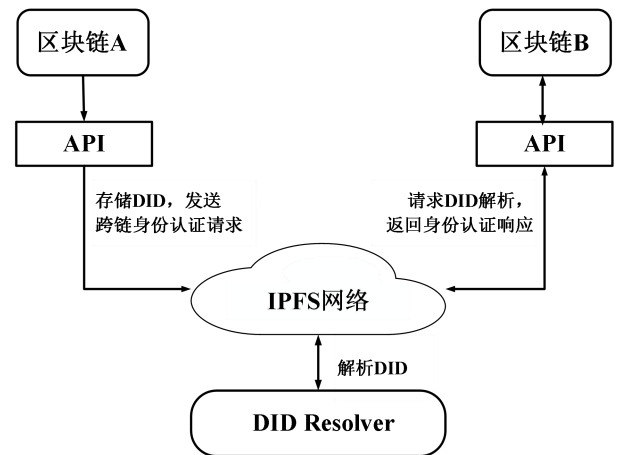 区块链A
区块链B
API
API
存储DID，发送
跨链身份认证请求
请求DID解析，
返回身份认证响应
IPFS网络
解析DID
DID Resolver